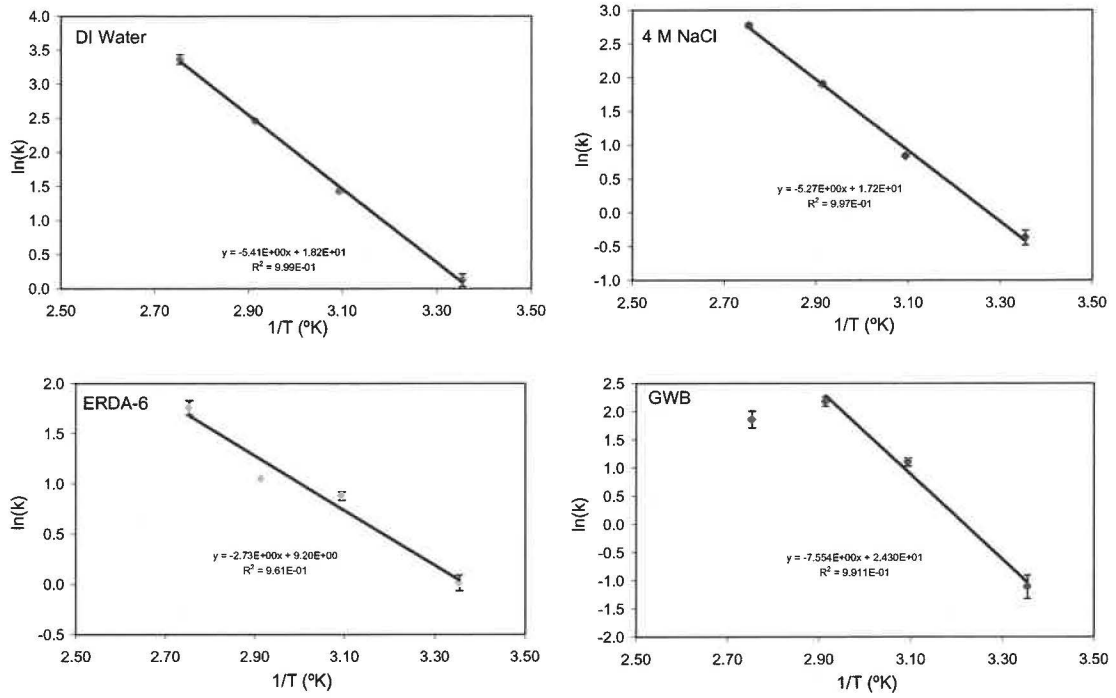 DI Water
4.0
3.5
3.0
2.5
2.0
1.5
1.0
0.5
0.0
ln(k)
y = -5.41E+00x + 1.82E+01
R² = 9.99E-01
2.50 2.70 2.90 3.10 3.30 3.50
1/T (ºK)
4 M NaCl
3.0
2.5
2.0
1.5
1.0
0.5
0.0
-0.5
-1.0
ln(k)
y = -5.27E+00x + 1.72E+01
R² = 9.97E-01
2.50 2.70 2.90 3.10 3.30 3.50
1/T (ºK)
ERDA-6
2.0
1.5
1.0
0.5
0.0
-0.5
ln(k)
y = -2.73E+00x + 9.20E+00
R² = 9.61E-01
2.50 2.70 2.90 3.10 3.30 3.50
1/T (ºK)
GWB
2.5
2.0
1.5
1.0
0.5
0.0
-0.5
-1.0
-1.5
-2.0
ln(k)
y = -7.554E+00x + 2.430E+01
R² = 9.911E-01
2.50 2.70 2.90 3.10 3.30 3.50
1/T (ºK)